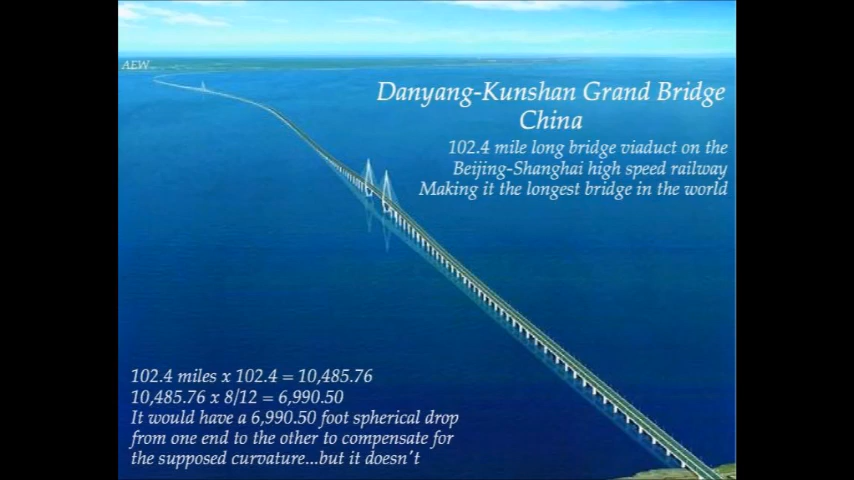 AEW
Danyang-Kunshan Grand Bridge
China
102.4 mile long bridge viaduct on the
Beijing-Shanghai high speed railway
Making it the longest bridge in the world
102.4 miles x 102.4 = 10,485.76
10,485.76 x 8/12 = 6,990.50
It would have a 6,990.50 foot spherical drop
from one end to the other to compensate for
the supposed curvature...but it doesn't